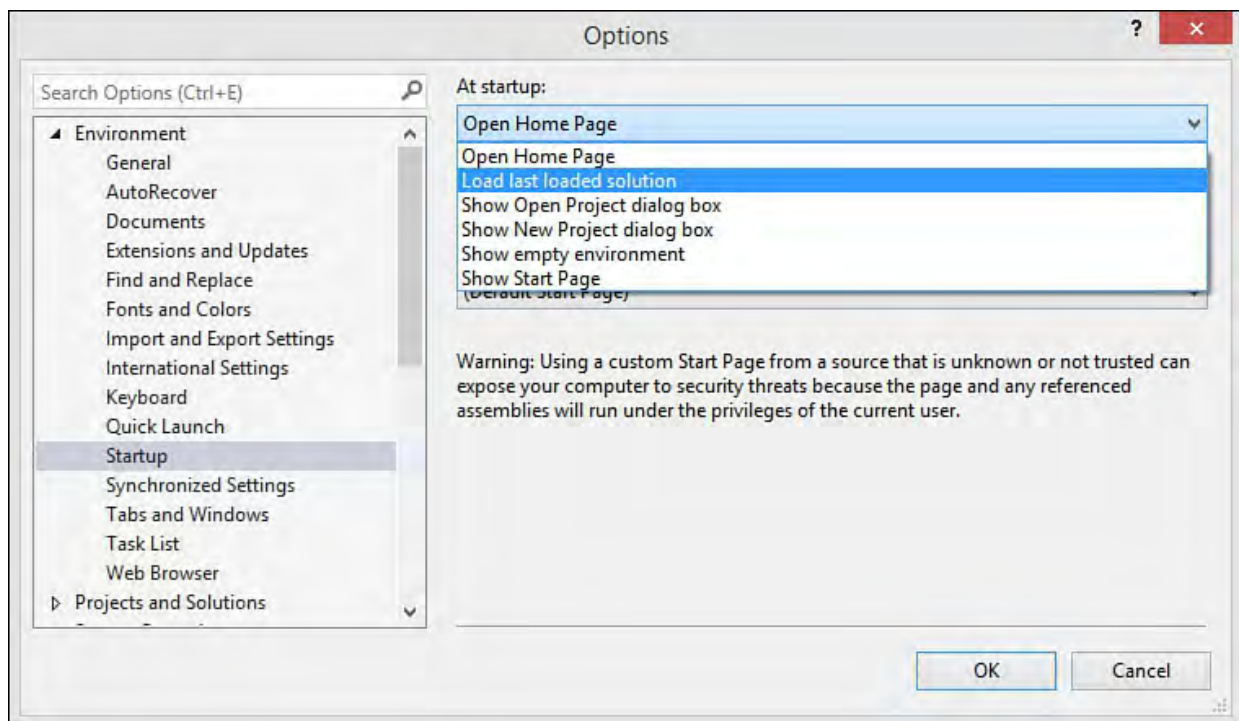 Options
?
Search Options (Ctrl+E)
Environment
General
AutoRecover
Documents
Extensions and Updates
Find and Replace
Fonts and Colors
Import and Export Settings
International Settings
Keyboard
Quick Launch
Startup
Synchronized Settings
Tabs and Windows
Task List
Web Browser
Projects and Solutions
At startup:
Open Home Page
Open Home Page
Load last loaded solution
Show Open Project dialog box
Show New Project dialog box
Show empty environment
Show Start Page
(Default Start Page)
Warning: Using a custom Start Page from a source that is unknown or not trusted can
expose your computer to security threats because the page and any referenced
assemblies will run under the privileges of the current user.
OK
Cancel